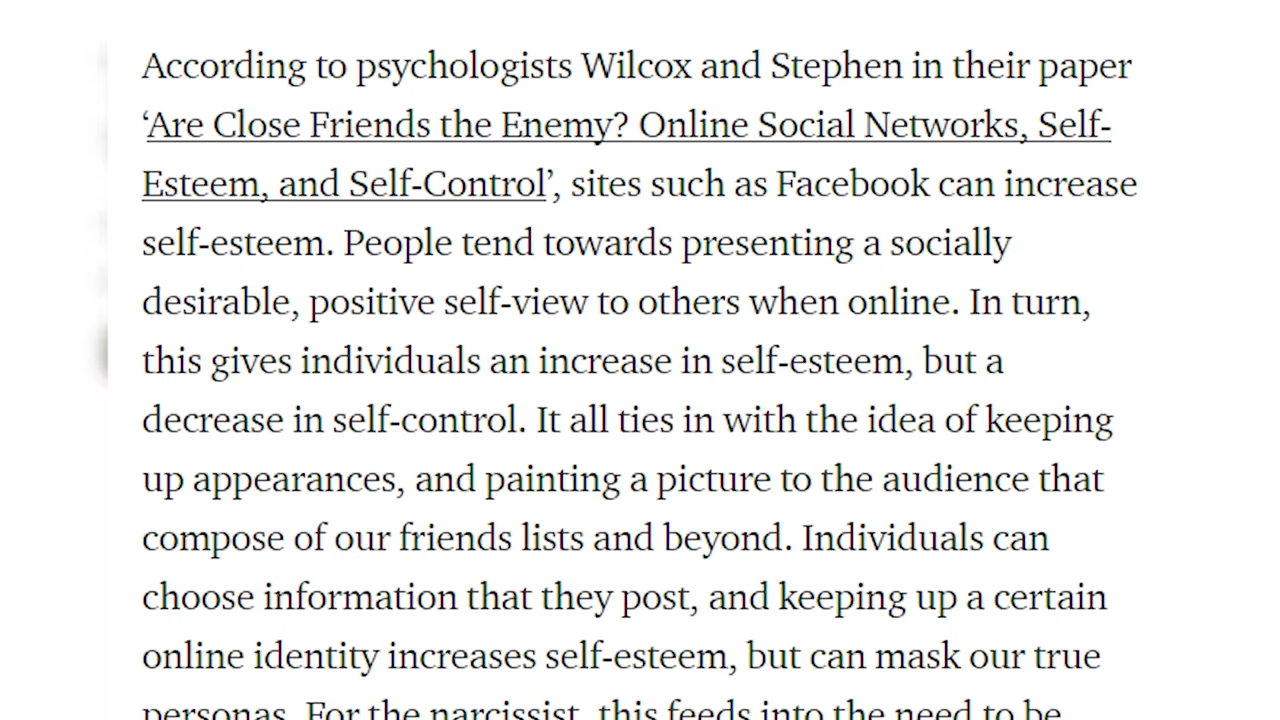 According to psychologists Wilcox and Stephen in their paper
‘Are Close Friends the Enemy? Online Social Networks, Self-
Esteem, and Self-Control’, sites such as Facebook can increase
self-esteem. People tend towards presenting a socially
desirable, positive self-view to others when online. In turn,
this gives individuals an increase in self-esteem, but a
decrease in self-control. It all ties in with the idea of keeping
up appearances, and painting a picture to the audience that
compose of our friends lists and beyond. Individuals can
choose information that they post, and keeping up a certain
online identity increases self-esteem, but can mask our true
personas. For the narcissist, this feeds into the need to be